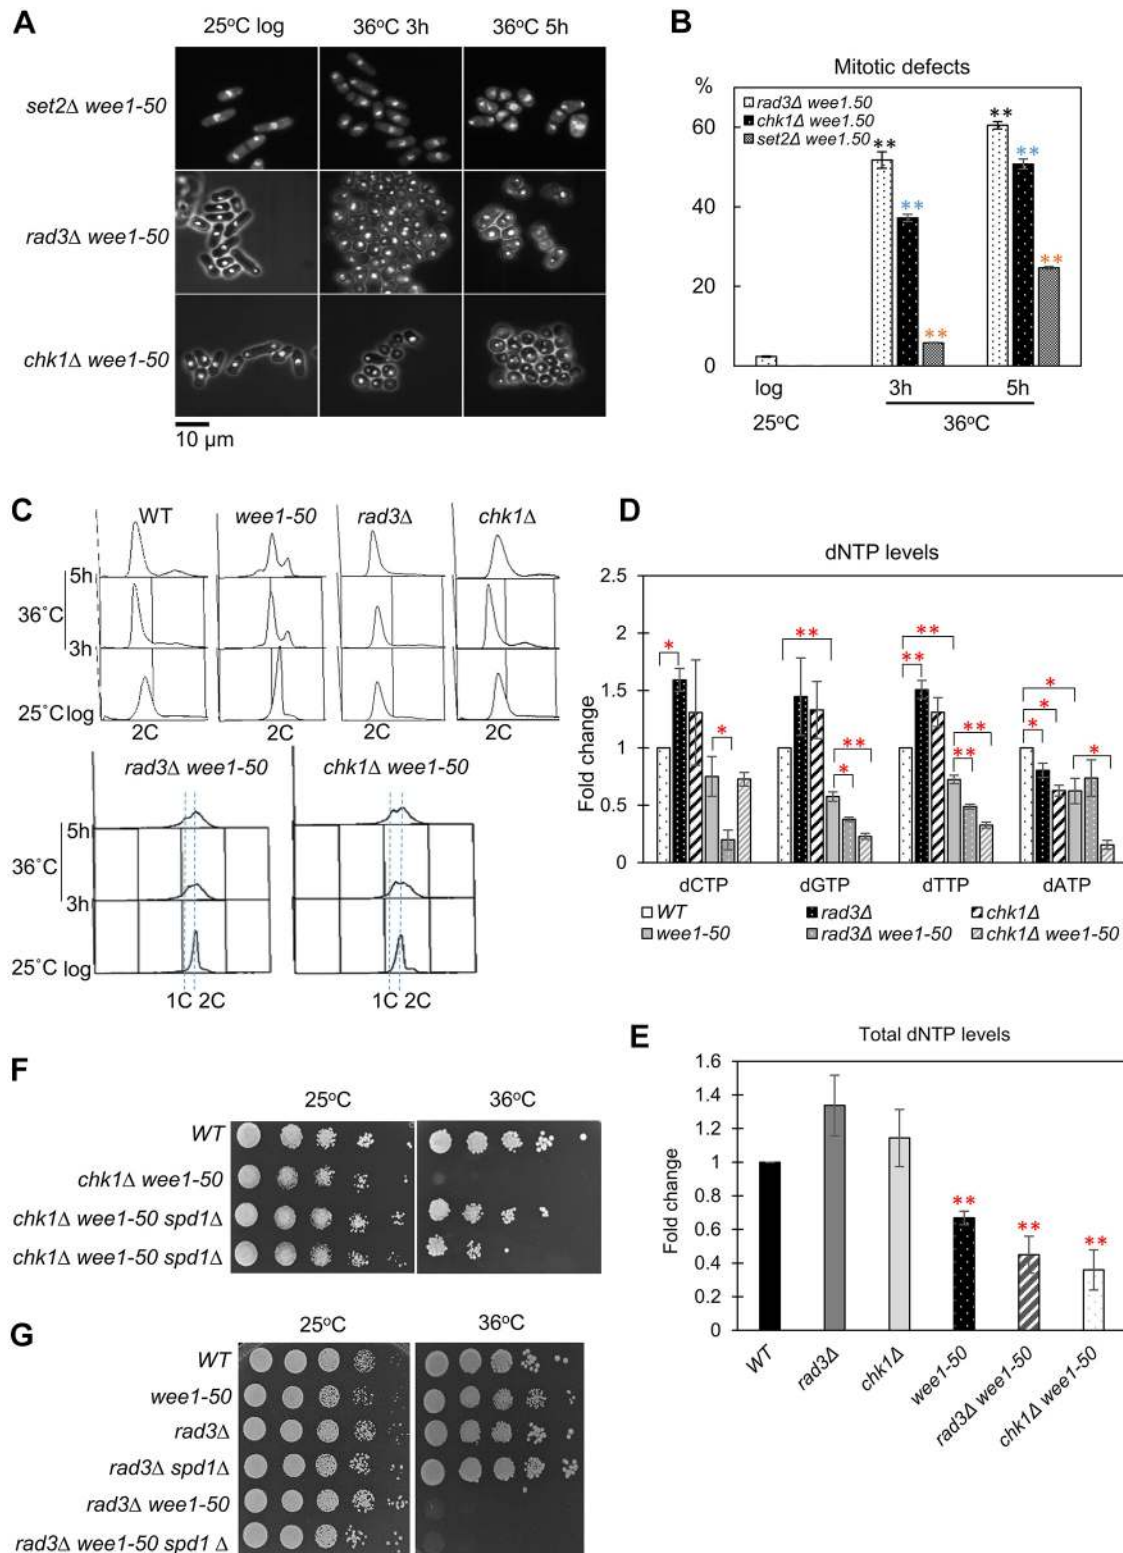 A
25°C log
36°C 3h
36°C 5h
set2Δ wee1-50
rad3Δ wee1-50
chk1Δ wee1-50
10 µm
B
Mitotic defects
%
rad3Δ wee1.50
chk1Δ wee1.50
set2Δ wee1.50
60
40
20
0
**
**
**
**
**
**
log
3h
5h
25°C
36°C
C
WT
wee1-50
rad3Δ
chk1Δ
5h
36°C
3h
25°C log
2C
2C
2C
2C
rad3Δ wee1-50
chk1Δ wee1-50
5h
36°C
3h
25°C log
1C 2C
1C 2C
D
dNTP levels
Fold change
2.5
2
1.5
1
0.5
0
*
*
**
**
*
**
**
**
**
*
*
*
*
dCTP
dGTP
dTTP
dATP
WT
rad3Δ
chk1Δ
wee1-50
rad3Δ wee1-50
chk1Δ wee1-50
E
Total dNTP levels
Fold change
1.6
1.4
1.2
1
0.8
0.6
0.4
0.2
0
**
**
**
WT
rad3Δ
chk1Δ
wee1-50
rad3Δ wee1-50
chk1Δ wee1-50
F
25°C
36°C
WT
chk1Δ wee1-50
chk1Δ wee1-50 spd1Δ
chk1Δ wee1-50 spd1Δ
G
25°C
36°C
WT
wee1-50
rad3Δ
rad3Δ spd1Δ
rad3Δ wee1-50
rad3Δ wee1-50 spd1 Δ